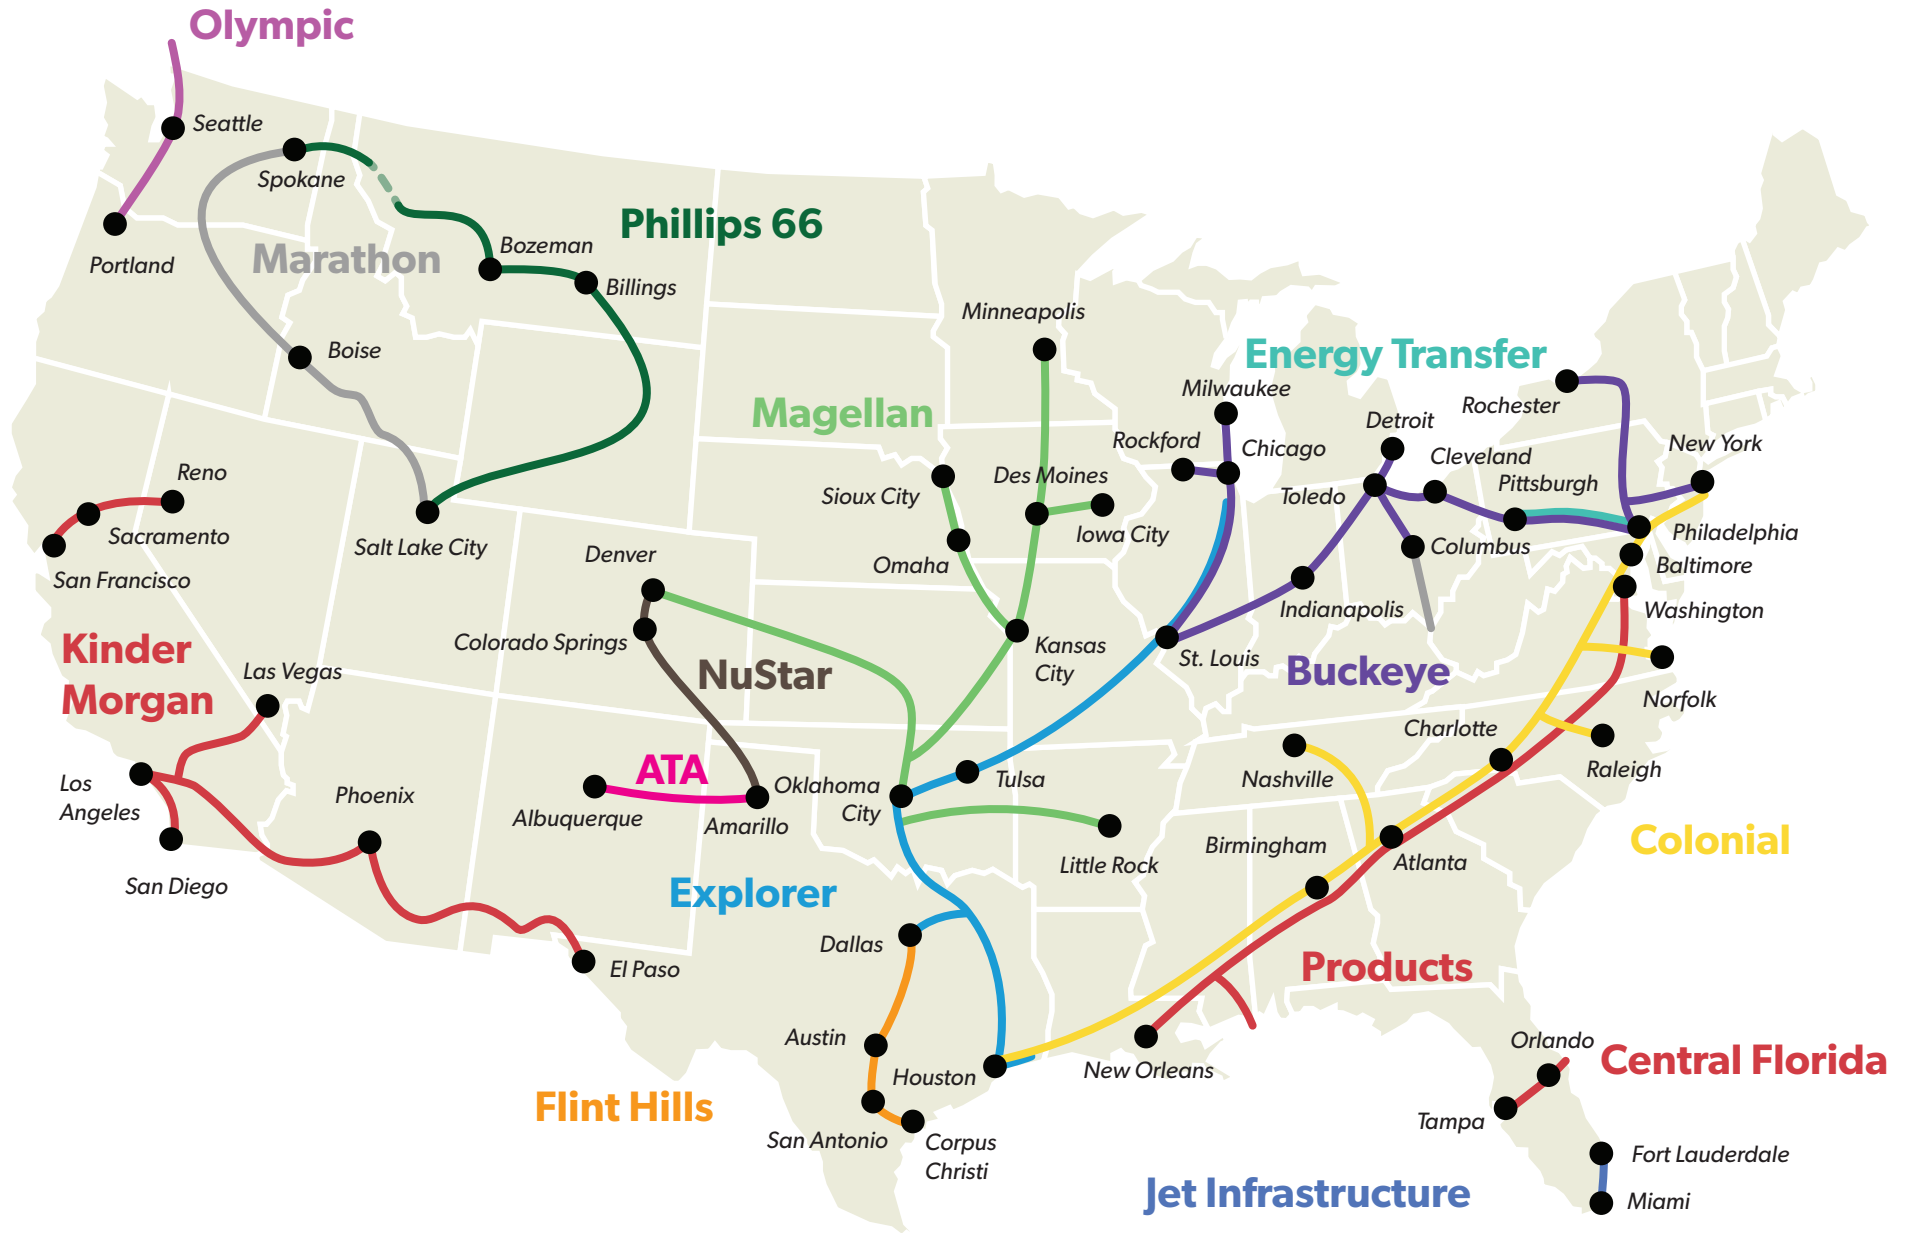 Olympic
Seattle
Spokane
Portland
Marathon
Phillips 66
Bozeman
Billings
Boise
Minneapolis
Magellan
Energy Transfer
Milwaukee
Rockford
Chicago
Detroit
Rochester
Cleveland
Pittsburgh
New York
Reno
Sacramento
San Francisco
Salt Lake City
Sioux City
Des Moines
Iowa City
Omaha
Toledo
Columbus
Philadelphia
Baltimore
Washington
Denver
Colorado Springs
Kansas
City
Indianapolis
St. Louis
Buckeye
Norfolk
Kinder
Morgan
Las Vegas
NuStar
Charlotte
Raleigh
Los
Angeles
Phoenix
San Diego
ATA
Albuquerque
Amarillo
Oklahoma
City
Tulsa
Little Rock
Nashville
Birmingham
Atlanta
Colonial
Explorer
Dallas
El Paso
Products
Austin
Houston
New Orleans
Flint Hills
San Antonio
Corpus
Christi
Orlando
Central Florida
Tampa
Fort Lauderdale
Jet Infrastructure
Miami